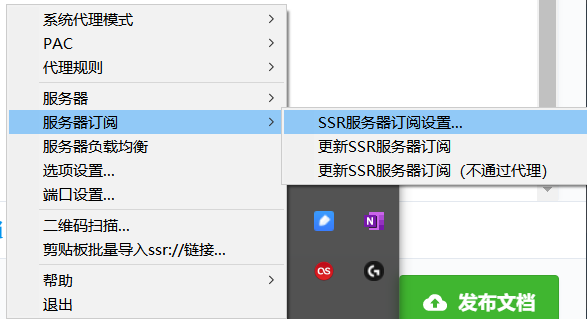 系统代理模式
PAC
代理规则
服务器
服务器订阅
SSR服务器订阅设置...
服务器负载均衡
更新SSR服务器订阅
选项设置...
更新SSR服务器订阅（不通过代理）
端口设置...
二维码扫描...
剪贴板批量导入ssr://链接...
帮助
退出
发布文档